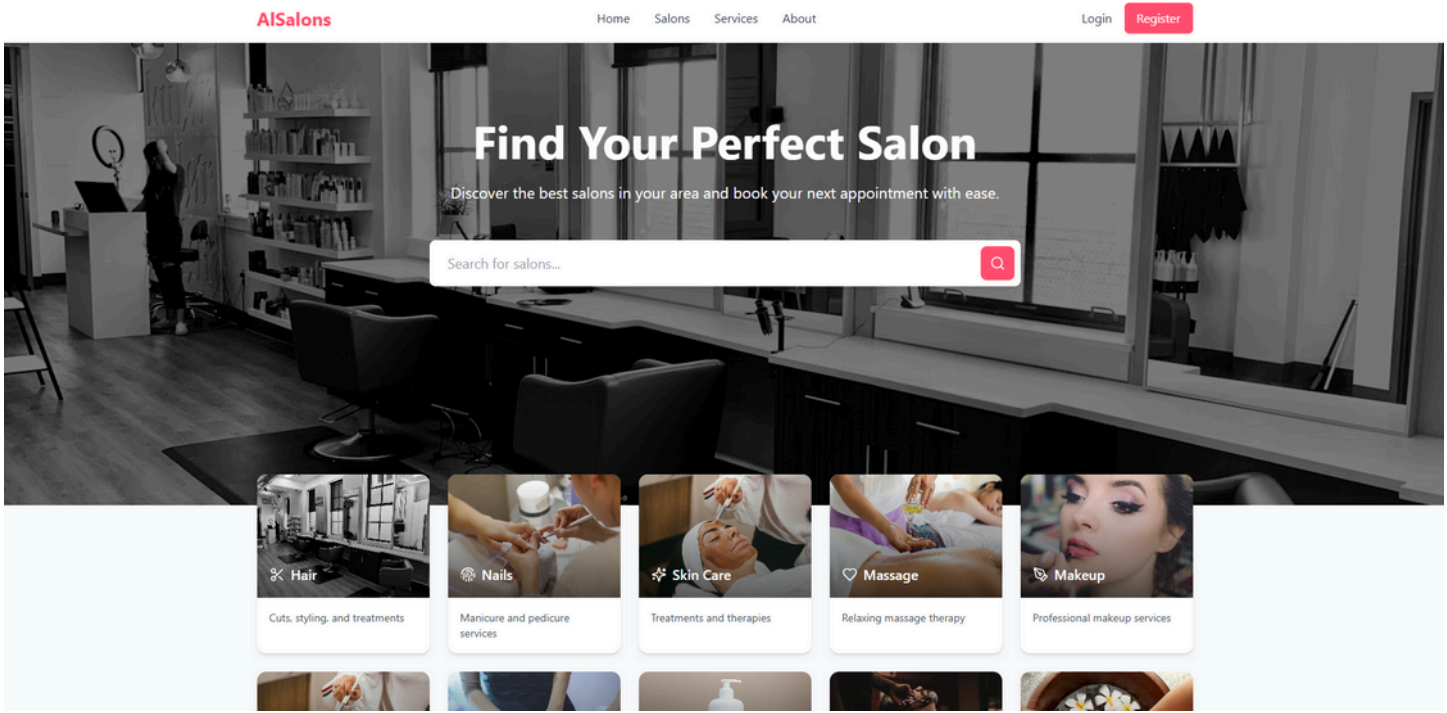 AlSalons
Home
Salons
Services
About
Login
Register
Find Your Perfect Salon
Discover the best salons in your area and book your next appointment with ease.
Search for salons...
Hair
Nails
Skin Care
Massage
Makeup
Cuts, styling, and treatments
Manicure and pedicure
services
Treatments and therapies
Relaxing massage therapy
Professional makeup services